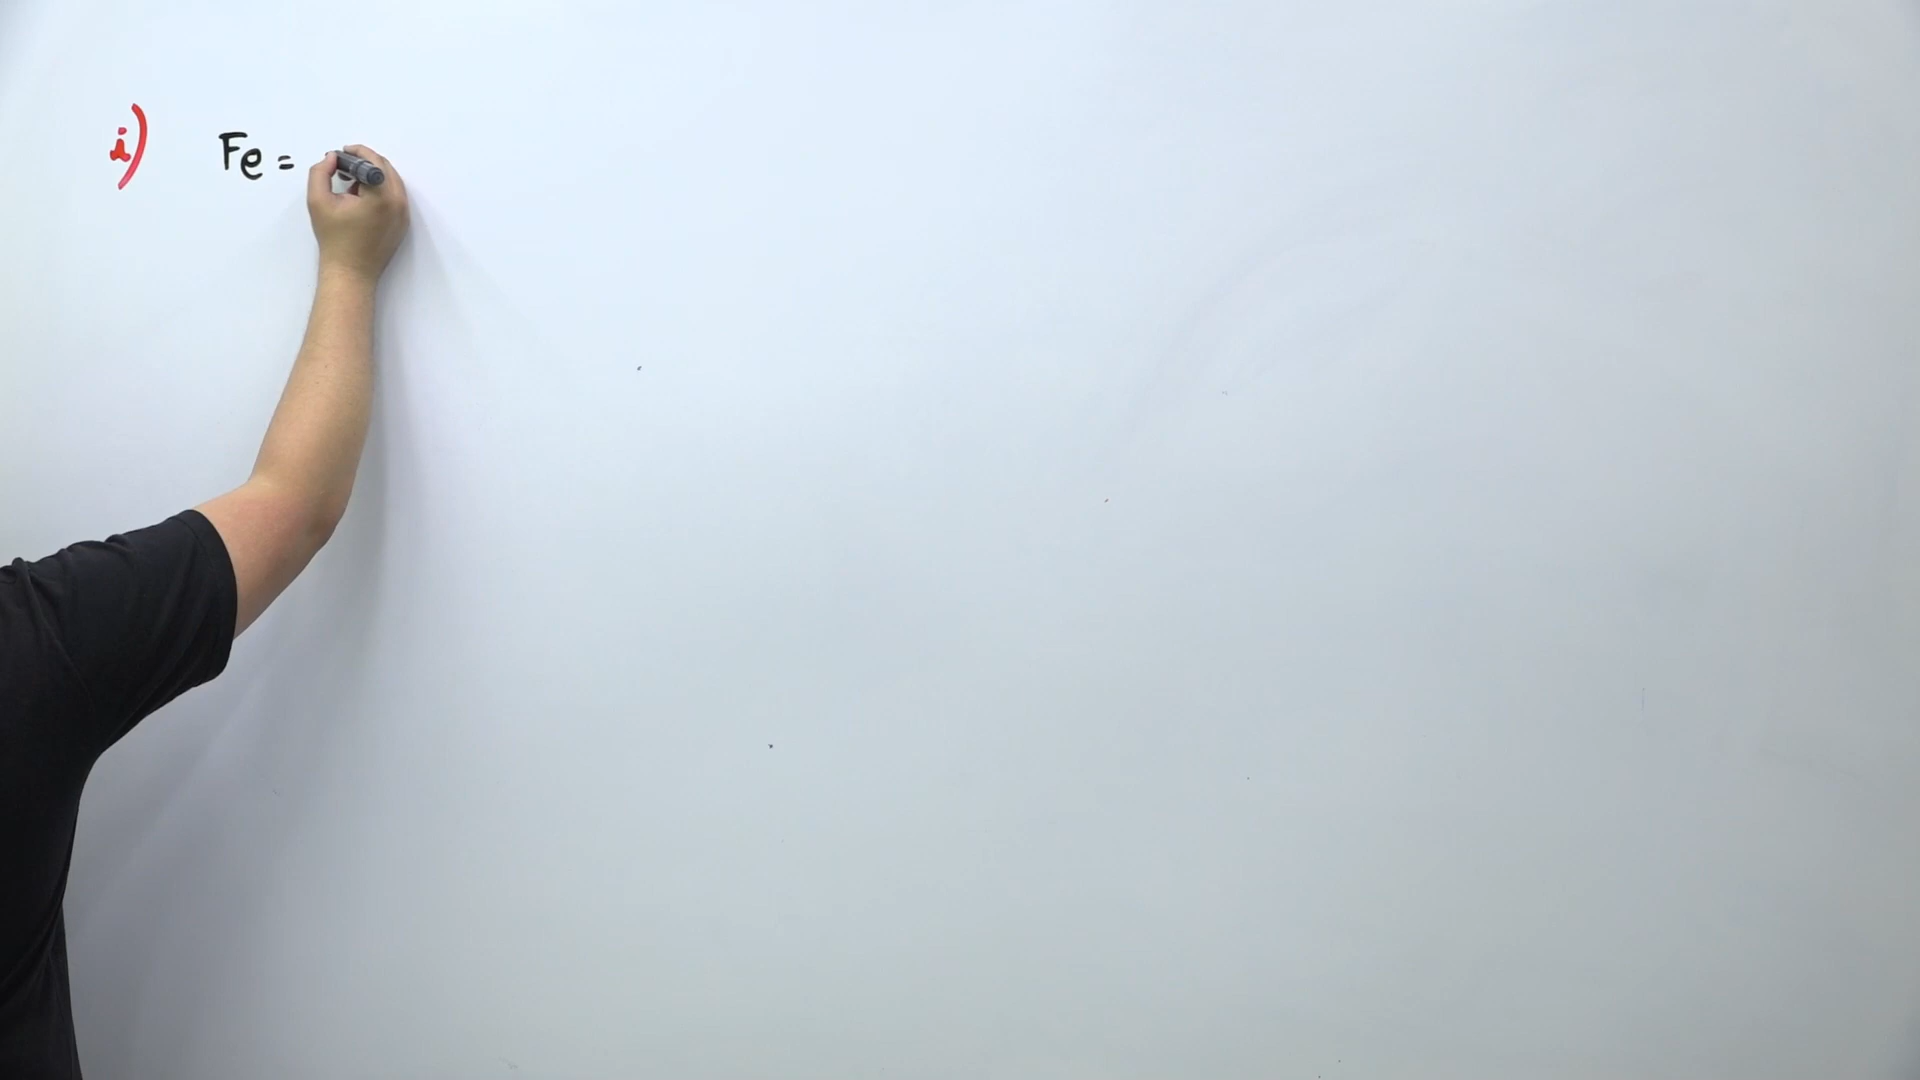 i) Fe =